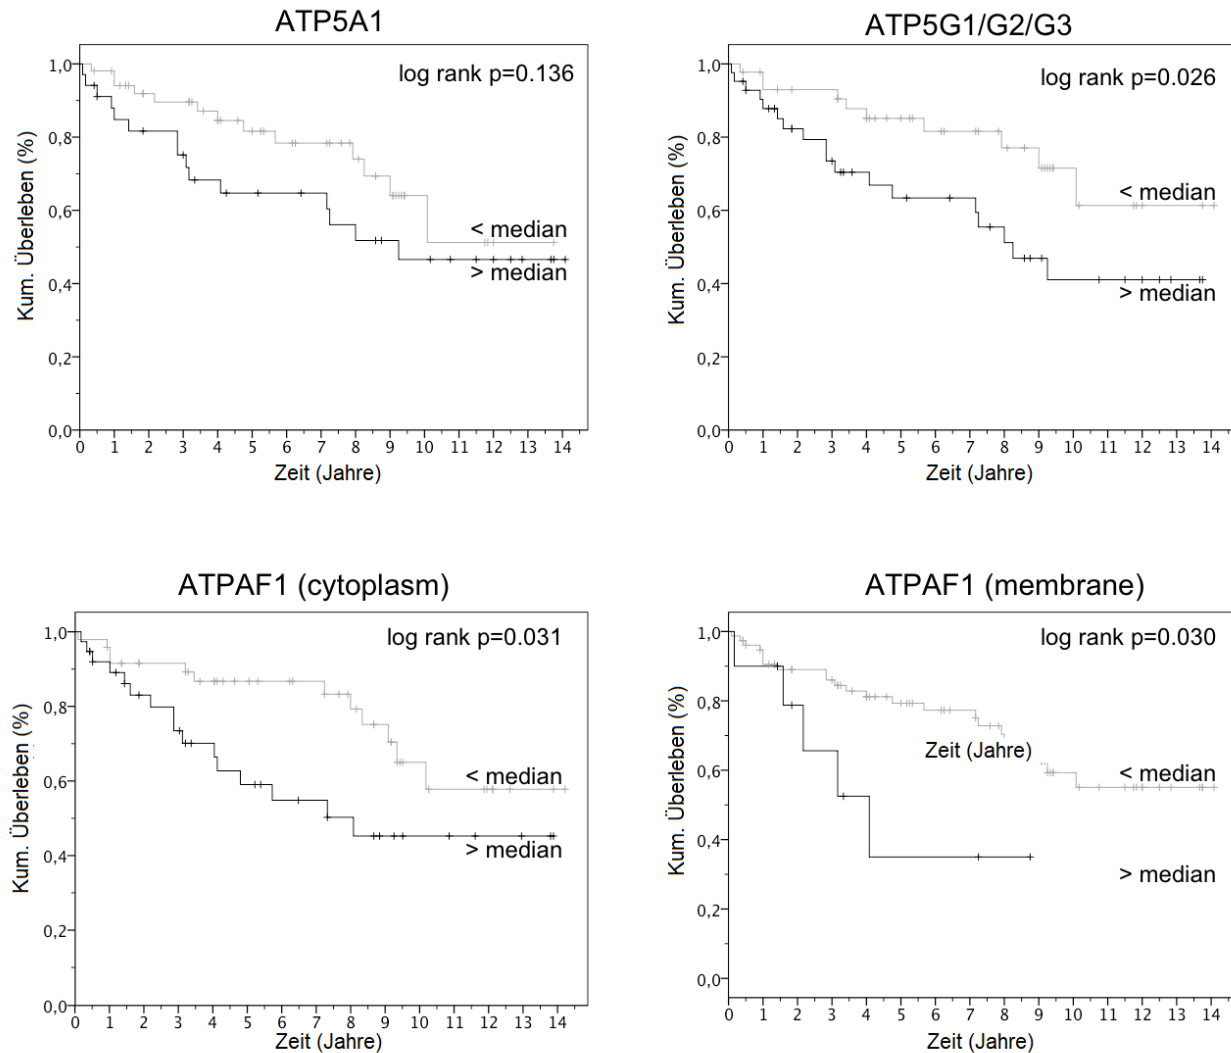 ATP5A1
log rank p=0.136
Kum. Überleben (%)
1,0
0,8
0,6
0,4
0,2
0,0
< median
> median
0 1 2 3 4 5 6 7 8 9 10 11 12 13 14
Zeit (Jahre)
ATP5G1/G2/G3
log rank p=0.026
Kum. Überleben (%)
1,0
0,8
0,6
0,4
0,2
0,0
< median
> median
0 1 2 3 4 5 6 7 8 9 10 11 12 13 14
Zeit (Jahre)
ATPAF1 (cytoplasm)
log rank p=0.031
Kum. Überleben (%)
1,0
0,8
0,6
0,4
0,2
0,0
< median
> median
0 1 2 3 4 5 6 7 8 9 10 11 12 13 14
Zeit (Jahre)
ATPAF1 (membrane)
log rank p=0.030
Kum. Überleben (%)
1,0
0,8
0,6
0,4
0,2
0,0
Zeit (Jahre)
< median
> median
0 1 2 3 4 5 6 7 8 9 10 11 12 13 14
Zeit (Jahre)